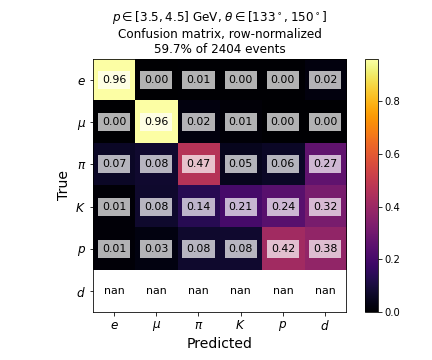 p ∈ [3.5, 4.5] GeV, θ ∈ [133°, 150°]
Confusion matrix, row-normalized
59.7% of 2404 events
e 0.96 0.00 0.01 0.00 0.00 0.02
μ 0.00 0.96 0.02 0.01 0.00 0.00
π 0.07 0.08 0.47 0.05 0.06 0.27
K 0.01 0.08 0.14 0.21 0.24 0.32
p 0.01 0.03 0.08 0.08 0.42 0.38
d nan nan nan nan nan nan
e μ π K p d
Predicted
True
0.8
0.6
0.4
0.2
0.0